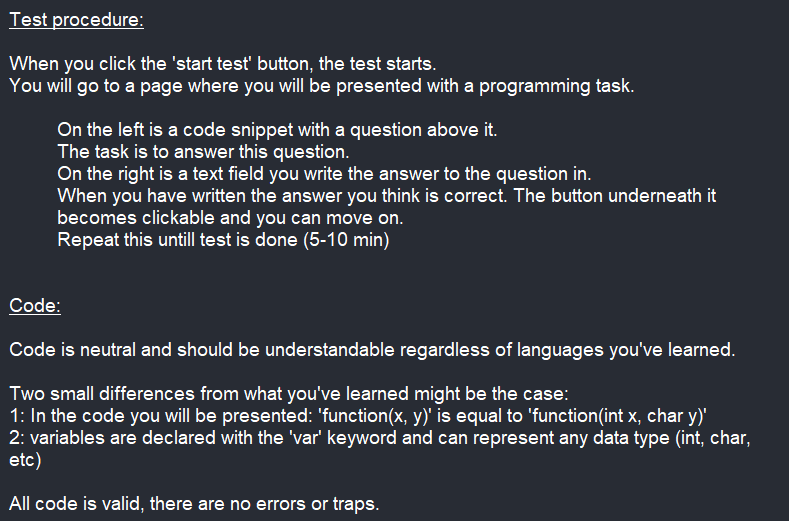 Test procedure:
When you click the 'start test' button, the test starts.
You will go to a page where you will be presented with a programming task.
On the left is a code snippet with a question above it.
The task is to answer this question.
On the right is a text field you write the answer to the question in.
When you have written the answer you think is correct. The button underneath it
becomes clickable and you can move on.
Repeat this untill test is done (5-10 min)
Code:
Code is neutral and should be understandable regardless of languages you've learned.
Two small differences from what you've learned might be the case:
1: In the code you will be presented: 'function(x, y)' is equal to 'function(int x, char y)'
2: variables are declared with the 'var' keyword and can represent any data type (int, char,
etc)
All code is valid, there are no errors or traps.